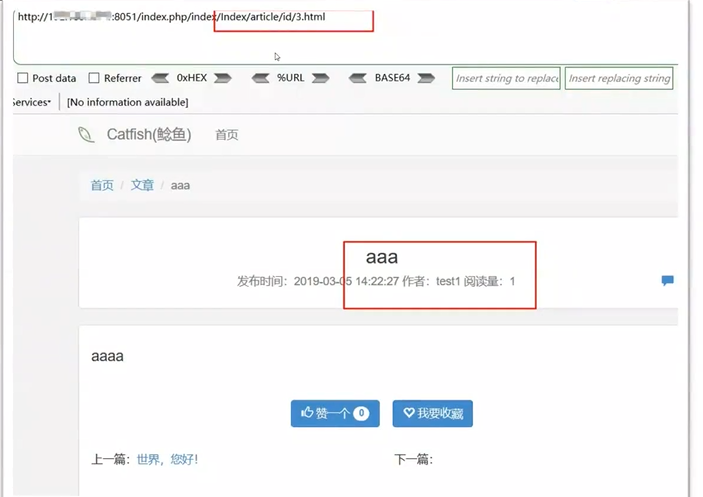 :8051/index.php/index/Index/article/id/3.html
Post data Referrer 0xHEX %URL BASE64 Insert string to replace Insert replacing string
Services▾ [No information available]
Catfish(鲶鱼) 首页
首页 / 文章 / aaa
aaa
发布时间：2019-03-05 14:22:27 作者：test1 阅读量：1
aaaa
赞一个 0 我要收藏
上一篇：世界，您好！ 下一篇：